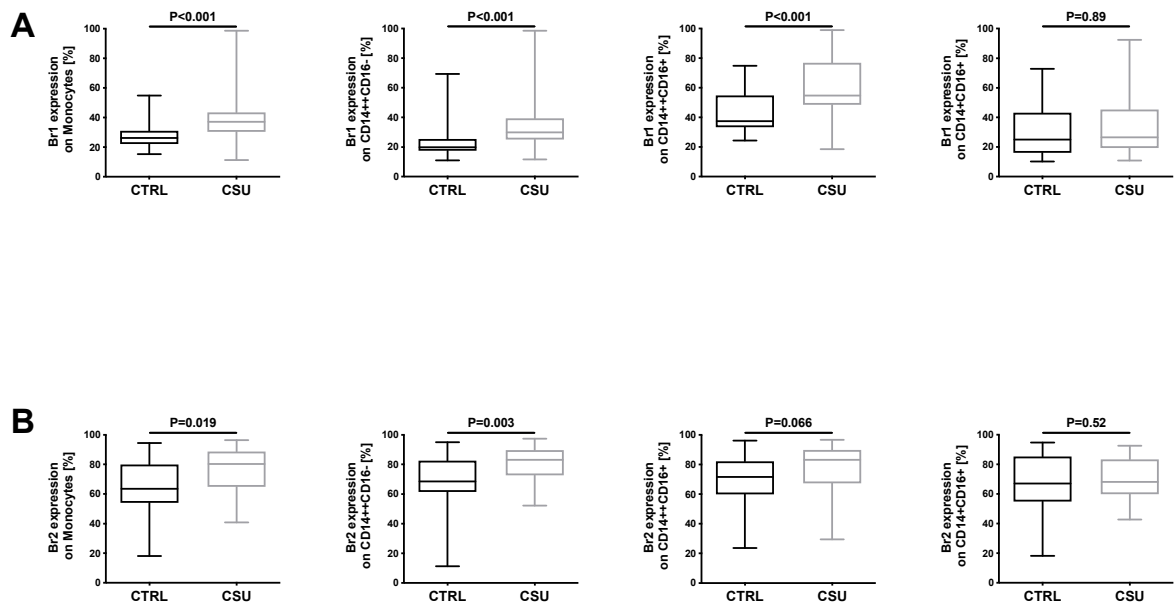 A
P<0.001
Br1 expression
on Monocytes [%]
100
80
60
40
20
0
CTRL
CSU
P<0.001
Br1 expression
on CD14++CD16- [%]
100
80
60
40
20
0
CTRL
CSU
P<0.001
Br1 expression
on CD14++CD16+ [%]
100
80
60
40
20
0
CTRL
CSU
P=0.89
Br1 expression
on CD14+CD16+ [%]
100
80
60
40
20
0
CTRL
CSU
B
P=0.019
Br2 expression
on Monocytes [%]
100
80
60
40
20
0
CTRL
CSU
P=0.003
Br2 expression
on CD14++CD16- [%]
100
80
60
40
20
0
CTRL
CSU
P=0.066
Br2 expression
on CD14++CD16+ [%]
100
80
60
40
20
0
CTRL
CSU
P=0.52
Br2 expression
on CD14+CD16+ [%]
100
80
60
40
20
0
CTRL
CSU